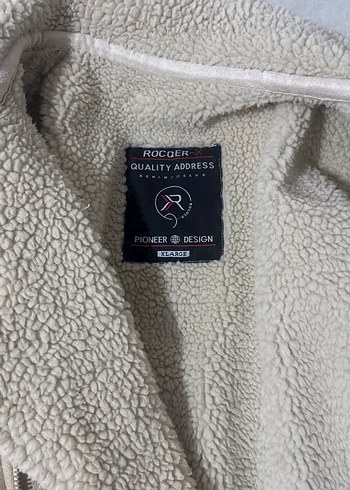 ROCQER-X
QUALITY ADDRESS
PIONEER DESIGN
XLARGE